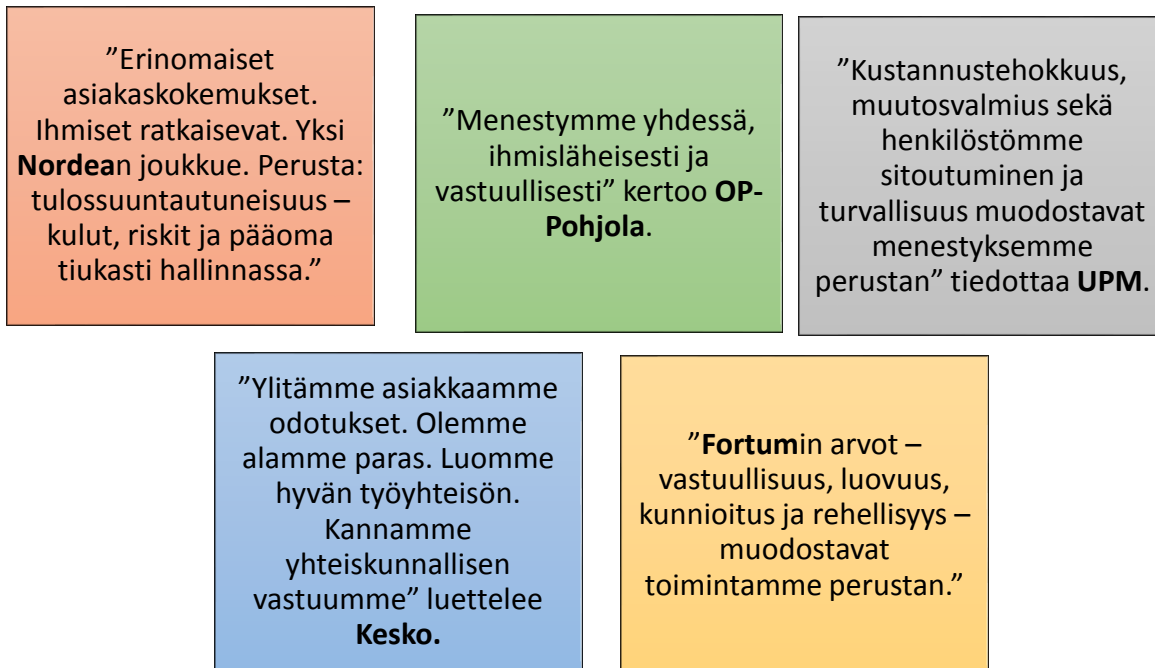 ”Erinomaiset
asiakaskokemukset.
Ihmiset ratkaisevat. Yksi
Nordean joukkue. Perusta:
tulossuuntautuneisuus –
kulut, riskit ja pääoma
tiukasti hallinnassa.”
”Menestymme yhdessä,
ihmisläheisesti ja
vastuullisesti” kertoo OP-
Pohjola.
”Kustannustehokkuus,
muutosvalmius sekä
henkilöstömme
sitoutuminen ja
turvallisuus muodostavat
menestyksemme
perustan” tiedottaa UPM.
”Ylitämme asiakkaamme
odotukset. Olemme
alamme paras. Luomme
hyvän työyhteisön.
Kannamme
yhteiskunnallisen
vastuumme” luettelee
Kesko.
”Fortumin arvot –
vastuullisuus, luovuus,
kunnioitus ja rehellisyys –
muodostavat
toimintamme perustan.”